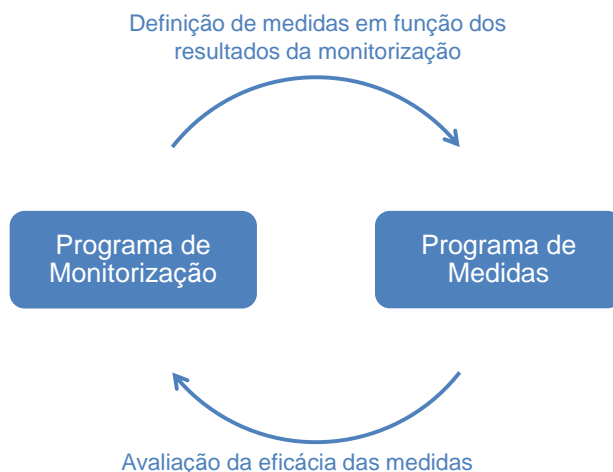 Definição de medidas em função dos
resultados da monitorização
Programa de
Monitorização
Programa de
Medidas
Avaliação da eficácia das medidas